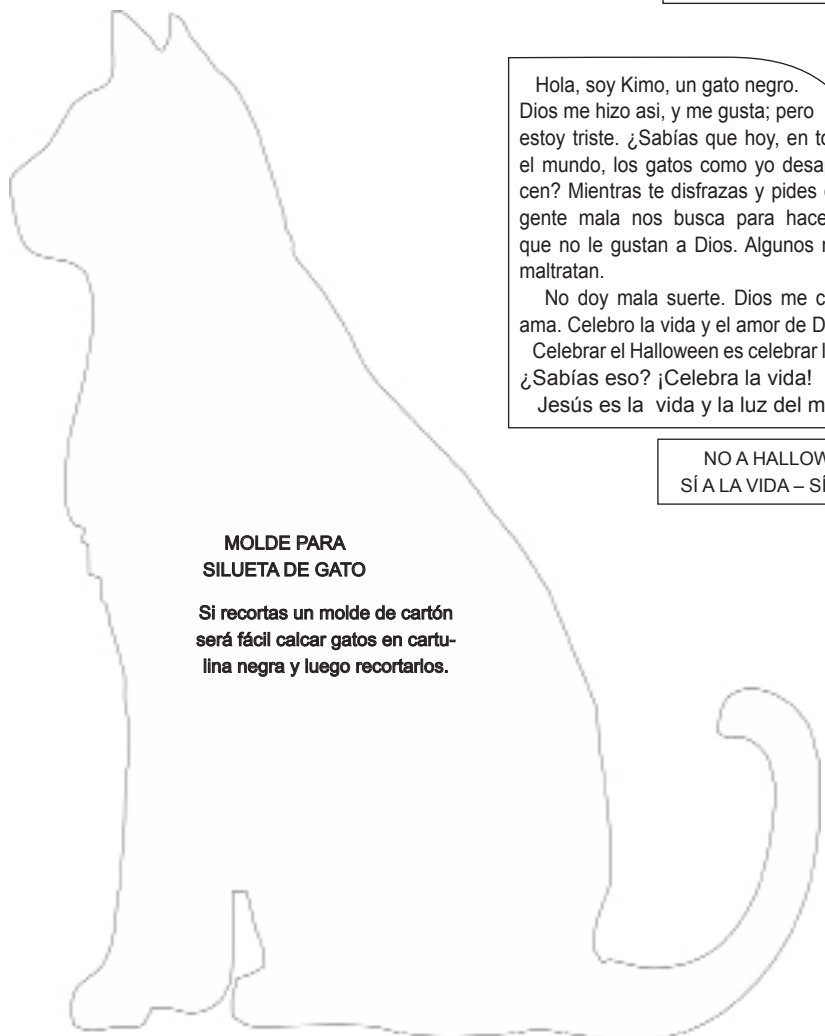 Hola, soy Kimo, un gato negro.
Dios me hizo asi, y me gusta; pero
estoy triste. ¿Sabías que hoy, en
el mundo, los gatos como yo
cen? Mientras te disfrazas y pides
gente mala nos busca para
que no le gustan a Dios. Algunos
maltratan.
No doy mala suerte. Dios me
ama. Celebro la vida y el amor de
Celebrar el Halloween es celebrar
¿Sabías eso? ¡Celebra la vida!
Jesús es la vida y la luz del
NO A
SÍ A LA VIDA – SÍ
MOLDE PARA
SILUETA DE GATO
Si recortas un molde de cartón
será fácil calcar gatos en cartu-
lina negra y luego recortarlos.